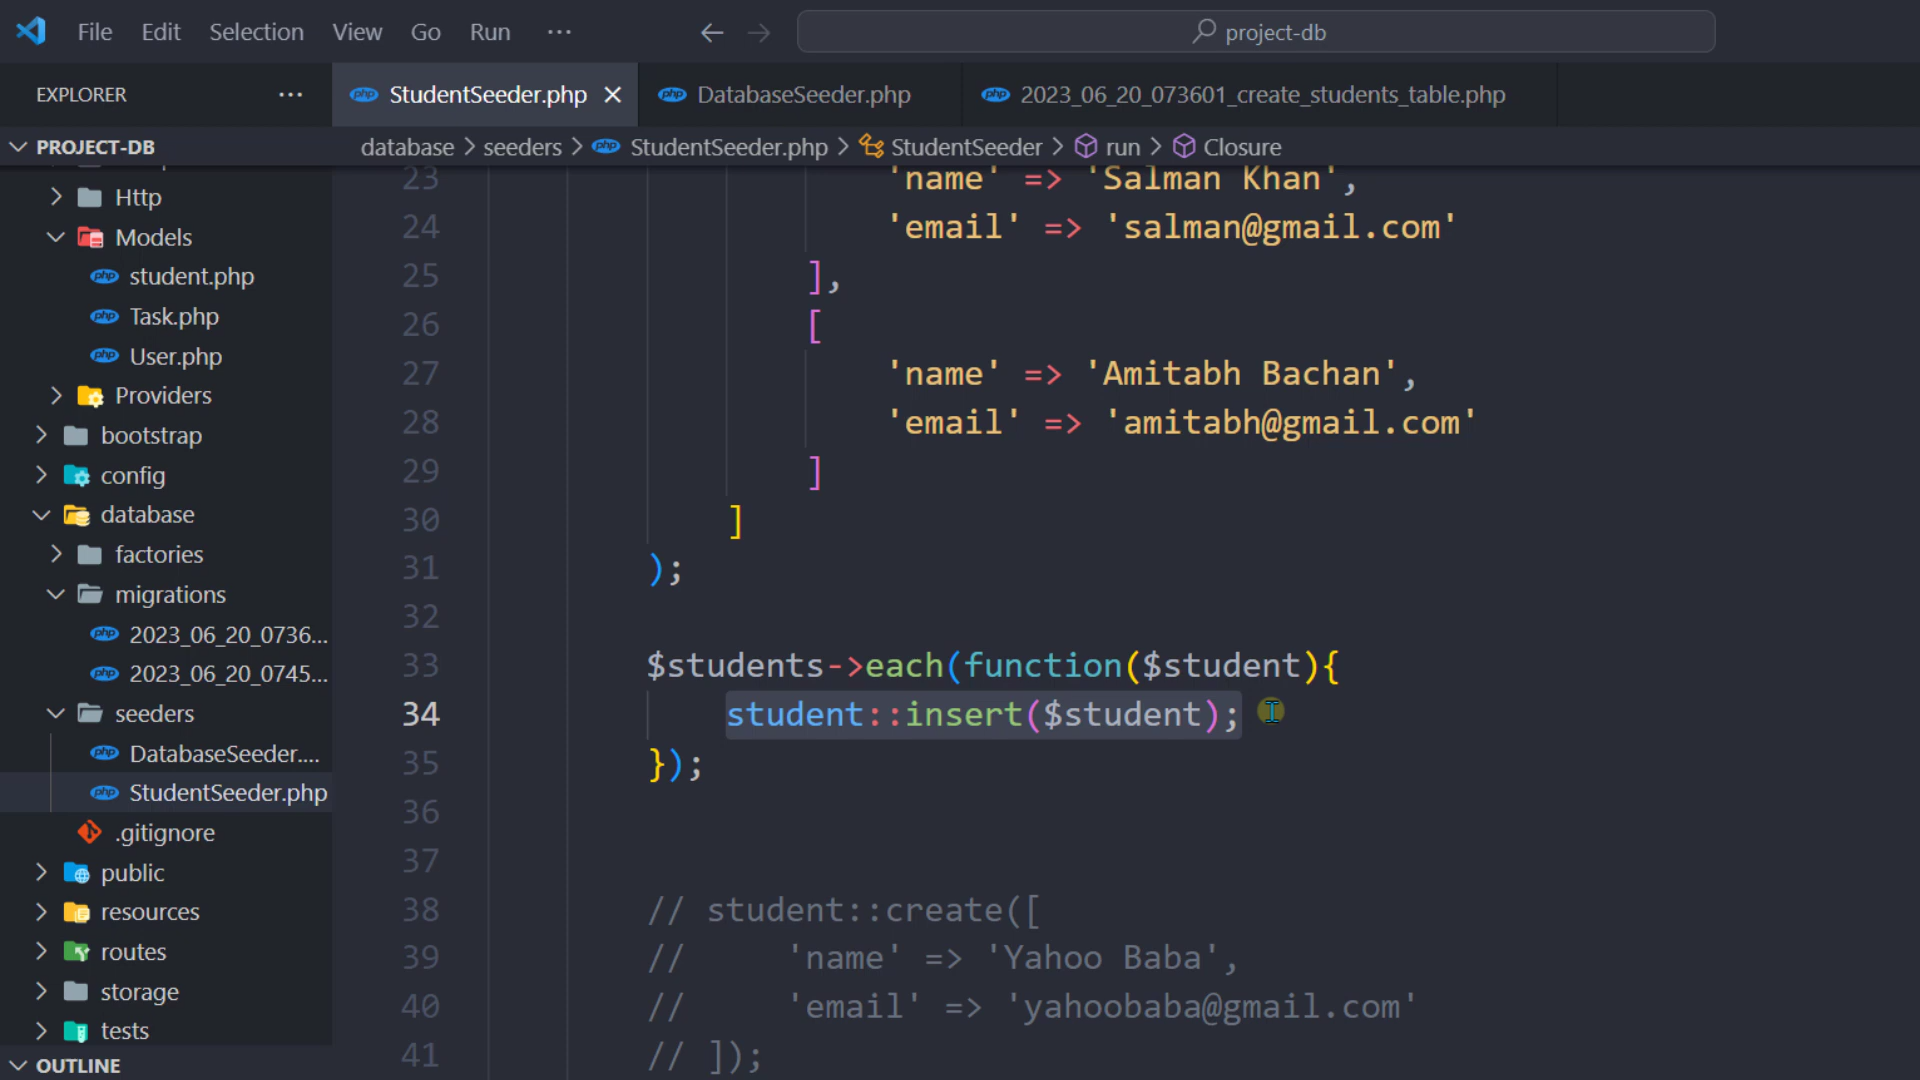 File Edit Selection View Go Run ···
project-db
EXPLORER ···
StudentSeeder.php
DatabaseSeeder.php
2023_06_20_073601_create_students_table.php
PROJECT-DB
database > seeders > StudentSeeder.php > StudentSeeder > run > Closure
Http
Models
student.php
Task.php
User.php
Providers
bootstrap
config
database
factories
migrations
2023_06_20_0736...
2023_06_20_0745...
seeders
DatabaseSeeder....
StudentSeeder.php
.gitignore
public
resources
routes
storage
tests
OUTLINE
23 'name' => 'Salman Khan',
24 'email' => 'salman@gmail.com'
25 ],
26 [
27 'name' => 'Amitabh Bachan',
28 'email' => 'amitabh@gmail.com'
29 ]
30 ]
31 );
32
33 $students->each(function($student){
34 student::insert($student);
35 });
36
37
38 // student::create([
39 // 'name' => 'Yahoo Baba',
40 // 'email' => 'yahoobaba@gmail.com'
41 // ]);